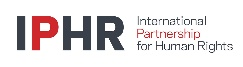 IPHR
International
Partnership
for Human Rights